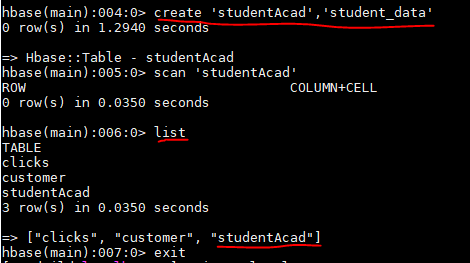 hbase(main):004:0> create 'studentAcad','student_data'
0 row(s) in 1.2940 seconds
=> Hbase::Table - studentAcad
hbase(main):005:0> scan 'studentAcad'
ROW COLUMN+CELL
0 row(s) in 0.0350 seconds
hbase(main):006:0> list
TABLE
clicks
customer
studentAcad
3 row(s) in 0.0350 seconds
=> ["clicks", "customer", "studentAcad"]
hbase(main):007:0> exit